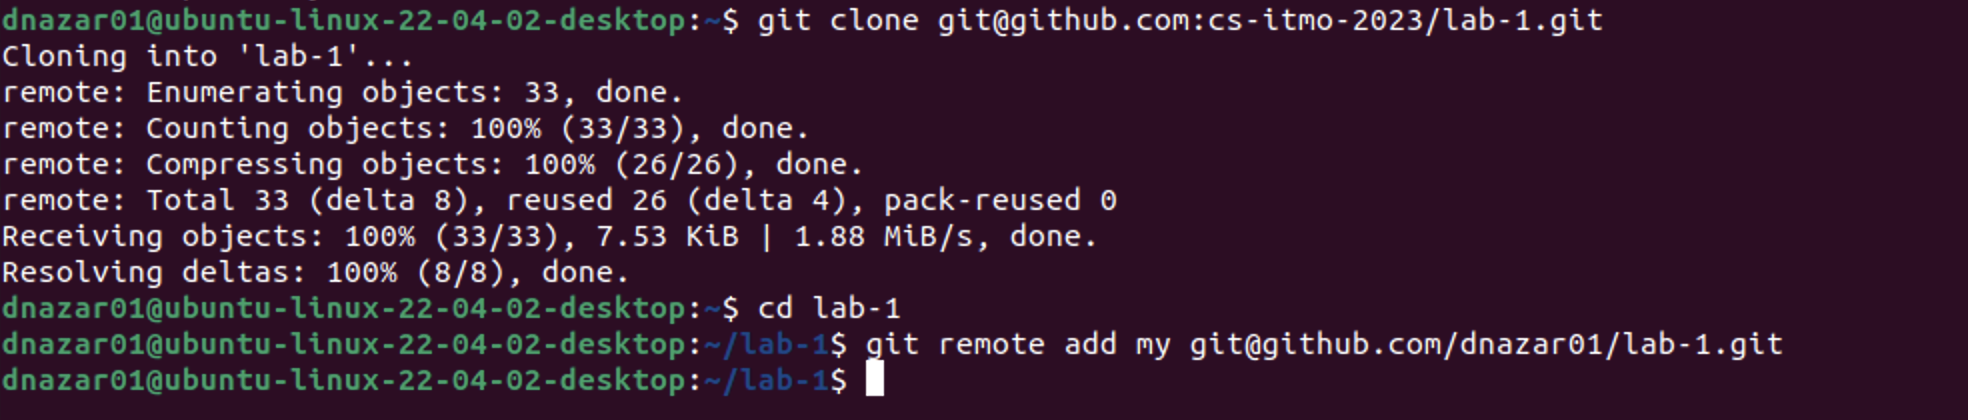 dnazar01@ubuntu-linux-22-04-02-desktop:~$ git clone git@github.com:cs-itmo-2023/lab-1.git
Cloning into 'lab-1'...
remote: Enumerating objects: 33, done.
remote: Counting objects: 100% (33/33), done.
remote: Compressing objects: 100% (26/26), done.
remote: Total 33 (delta 8), reused 26 (delta 4), pack-reused 0
Receiving objects: 100% (33/33), 7.53 KiB | 1.88 MiB/s, done.
Resolving deltas: 100% (8/8), done.
dnazar01@ubuntu-linux-22-04-02-desktop:~$ cd lab-1
dnazar01@ubuntu-linux-22-04-02-desktop:~/lab-1$ git remote add my git@github.com/dnazar01/lab-1.git
dnazar01@ubuntu-linux-22-04-02-desktop:~/lab-1$